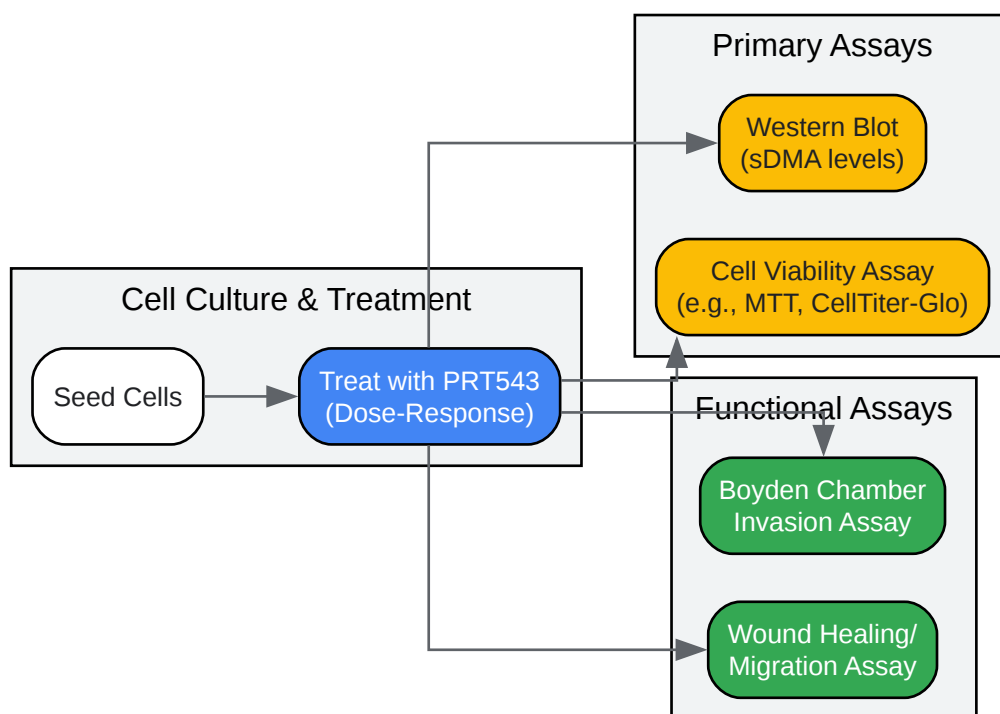 Primary Assays
Western Blot
(sDMA levels)
Cell Viability Assay
(e.g., MTT, CellTiter-Glo)
Cell Culture & Treatment
Seed Cells
Treat with PRT543
(Dose-Response)
Functional Assays
Boyden Chamber
Invasion Assay
Wound Healing/
Migration Assay